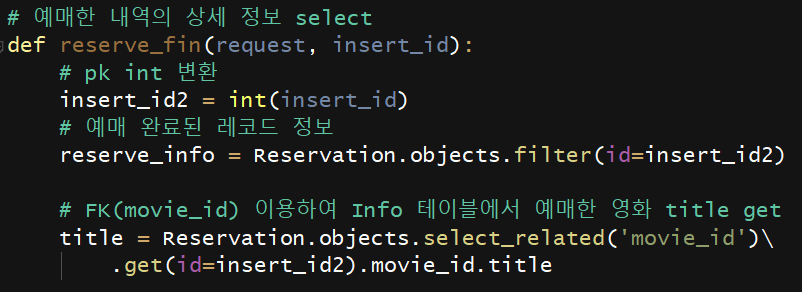 # 예매한 내역의 상세 정보 select
def reserve_fin(request, insert_id):
# pk int 변환
insert_id2 = int(insert_id)
# 예매 완료된 레코드 정보
reserve_info = Reservation.objects.filter(id=insert_id2)
# FK(movie_id) 이용하여 Info 테이블에서 예매한 영화 title get
title = Reservation.objects.select_related('movie_id')\
.get(id=insert_id2).movie_id.title